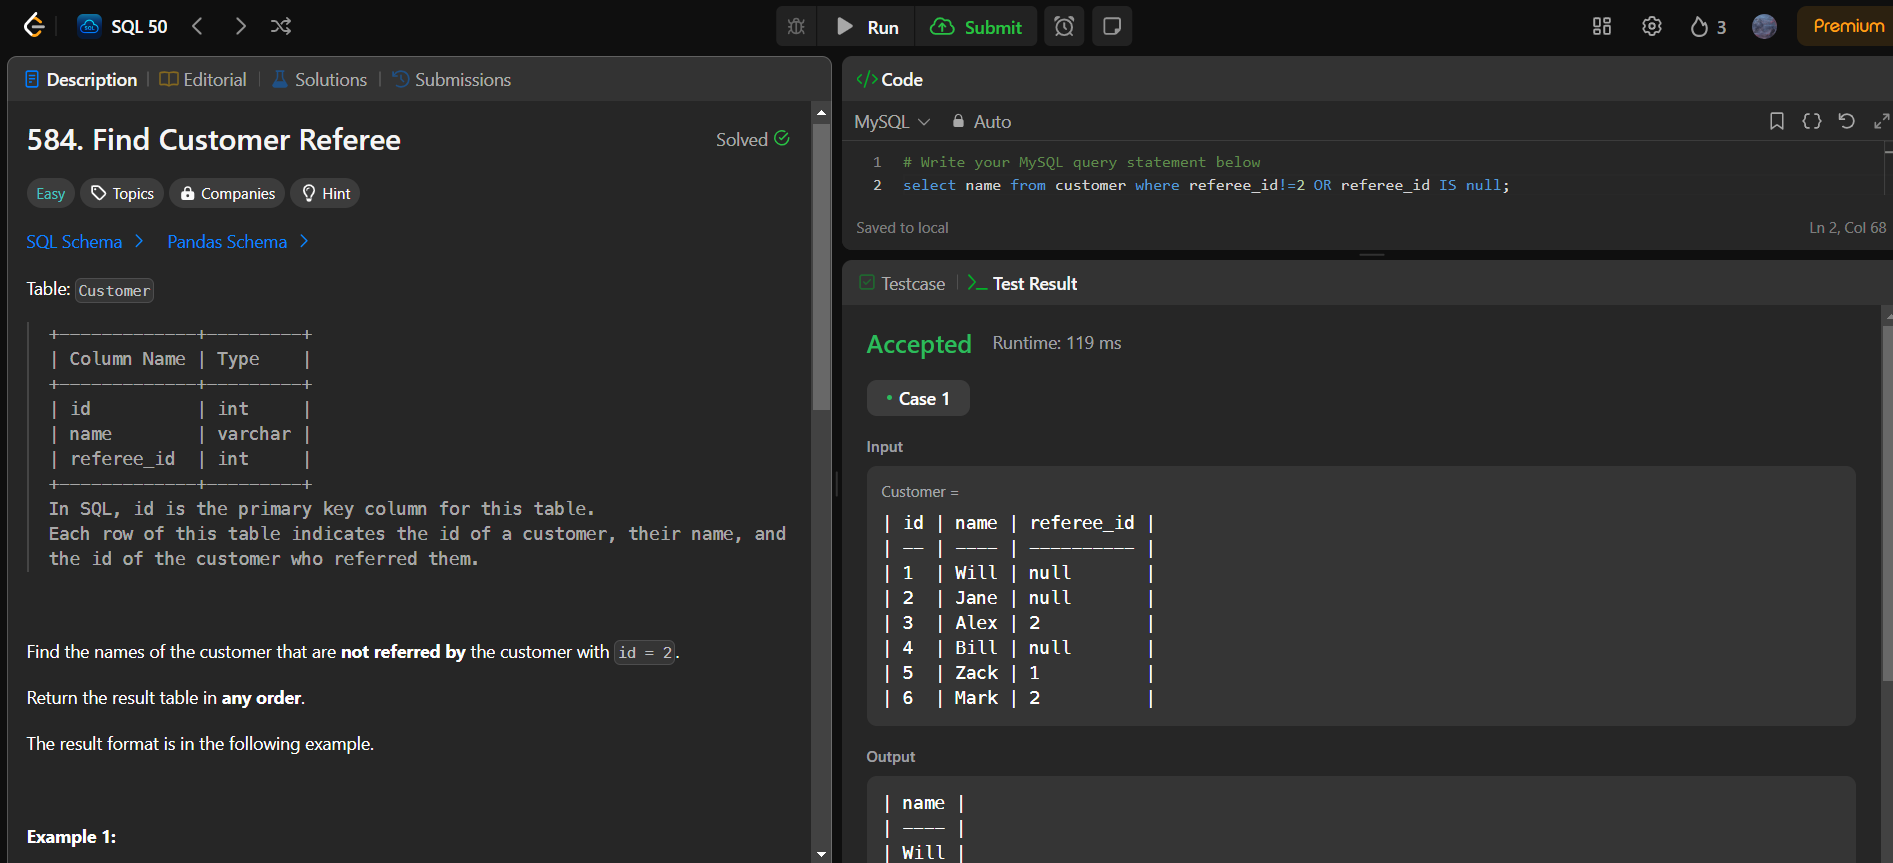 SQL 50
Run
Submit
3
Premium
Description | Editorial | Solutions | Submissions
584. Find Customer Referee
Solved
Easy
Topics
Companies
Hint
SQL Schema
Pandas Schema
Table: Customer
+-------------+---------+
| Column Name | Type    |
+-------------+---------+
| id          | int     |
| name        | varchar |
| referee_id  | int     |
+-------------+---------+
In SQL, id is the primary key column for this table.
Each row of this table indicates the id of a customer, their name, and
the id of the customer who referred them.
Find the names of the customer that are not referred by the customer with id = 2.
Return the result table in any order.
The result format is in the following example.
Example 1:
</> Code
MySQL
Auto
1 # Write your MySQL query statement below
2 select name from customer where referee_id!=2 OR referee_id IS null;
Saved to local
Ln 2, Col 68
Testcase | >_ Test Result
Accepted
Runtime: 119 ms
• Case 1
Input
Customer =
| id | name | referee_id |
| -- | ---- | ---------- |
| 1  | Will | null       |
| 2  | Jane | null       |
| 3  | Alex | 2          |
| 4  | Bill | null       |
| 5  | Zack | 1          |
| 6  | Mark | 2          |
Output
| name |
| ---- |
| Will |